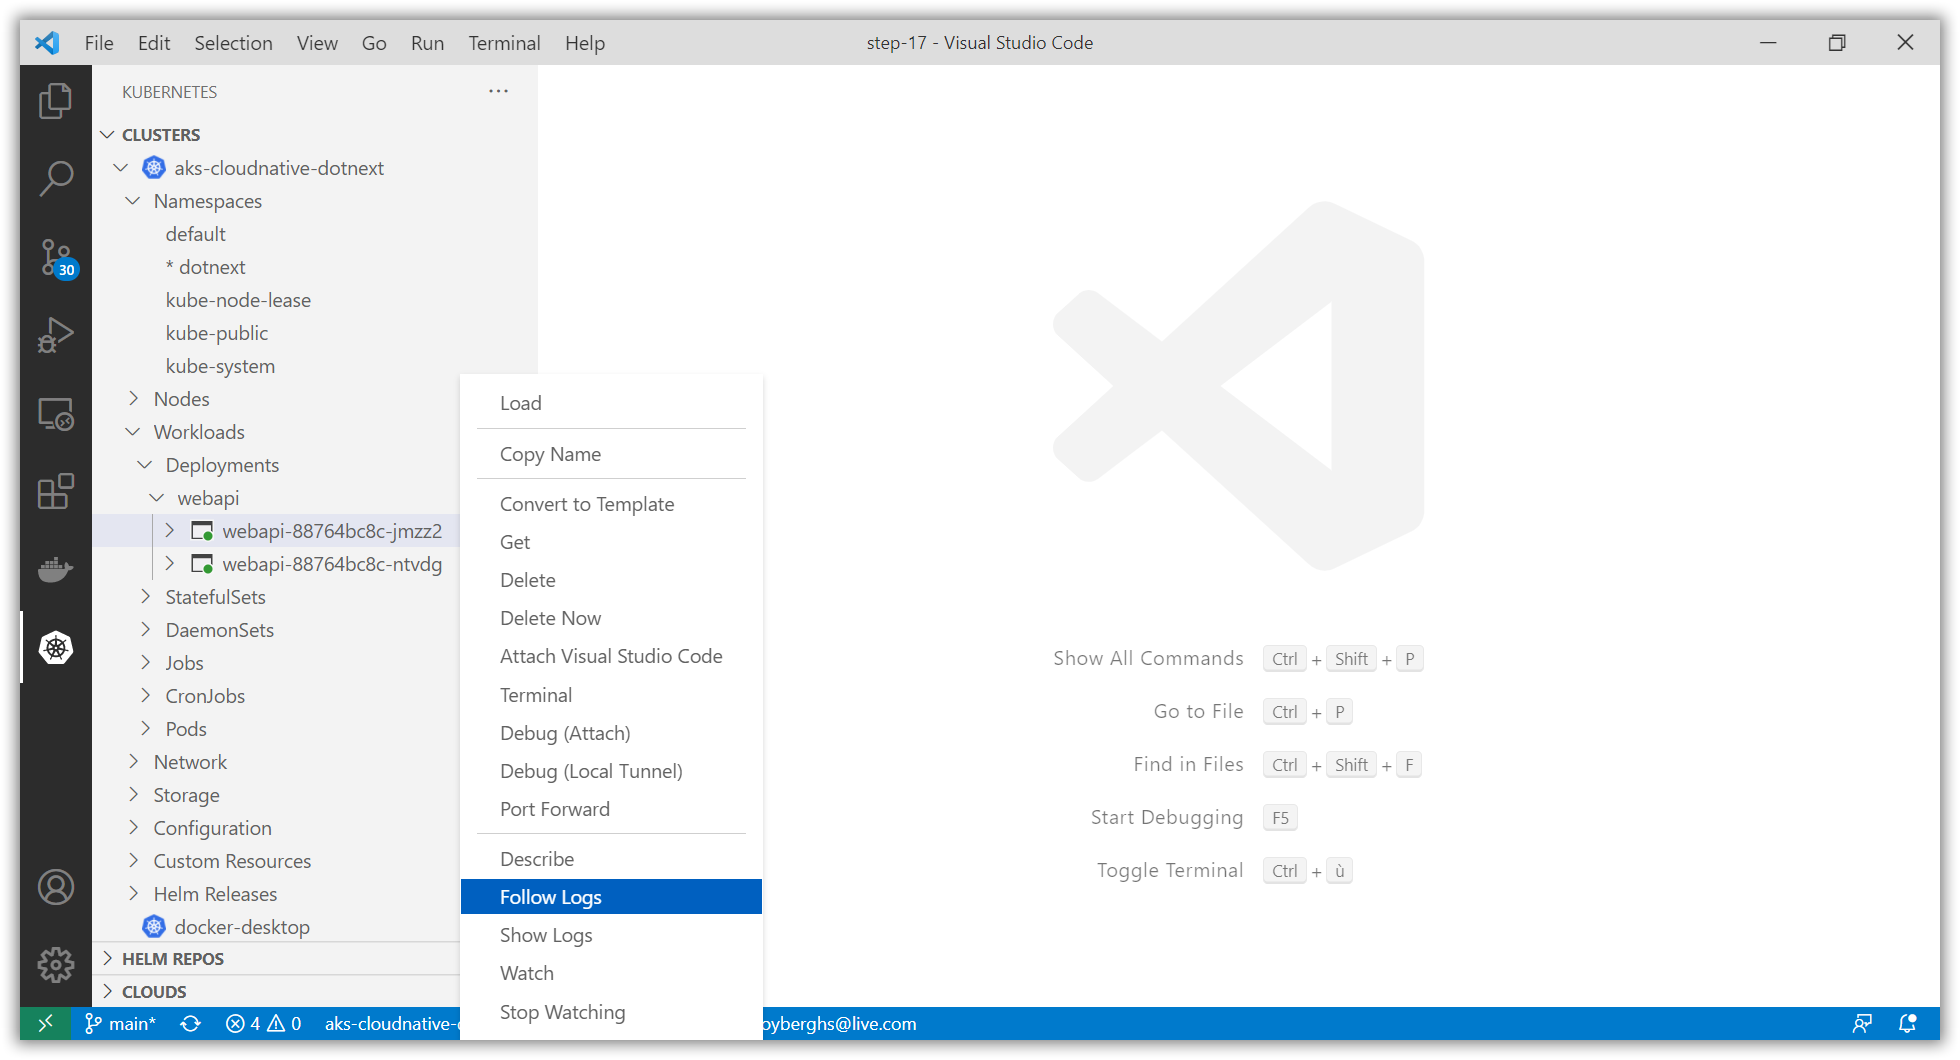 File Edit Selection View Go Run Terminal Help
step-17 - Visual Studio Code
KUBERNETES
CLUSTERS
aks-cloudnative-dotnext
Namespaces
default
* dotnext
kube-node-lease
kube-public
kube-system
Nodes
Workloads
Deployments
webapi
webapi-88764bc8c-jmzz2
webapi-88764bc8c-ntvdg
StatefulSets
DaemonSets
Jobs
CronJobs
Pods
Network
Storage
Configuration
Custom Resources
Helm Releases
docker-desktop
HELM REPOS
CLOUDS
30
Load
Copy Name
Convert to Template
Get
Delete
Delete Now
Attach Visual Studio Code
Terminal
Debug (Attach)
Debug (Local Tunnel)
Port Forward
Describe
Follow Logs
Show Logs
Watch
Stop Watching
Show All Commands Ctrl + Shift + P
Go to File Ctrl + P
Find in Files Ctrl + Shift + F
Start Debugging F5
Toggle Terminal Ctrl + ù
main* 4 0 aks-cloudnative- oyberghs@live.com